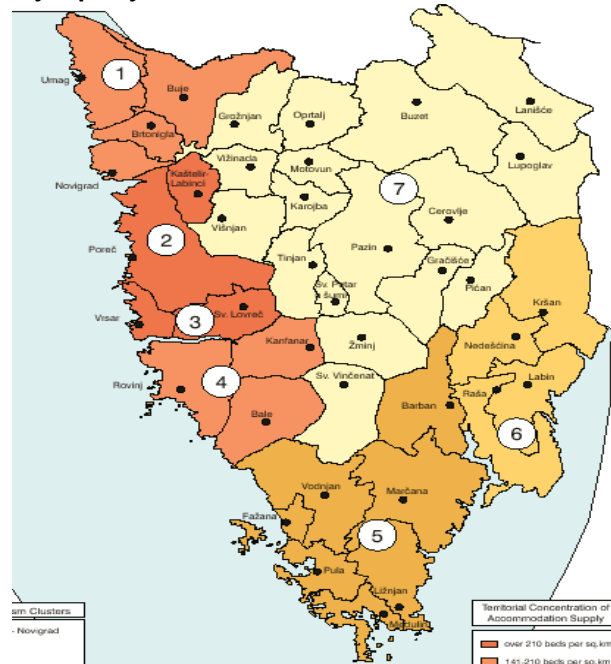 1
Umag
Buje
Lanišće
Grožnjan
Oprtalj
Buzet
Brtonigla
Lupoglav
Vižinada
Motovun
Kaštelir-
Labinci
Novigrad
7
Karojba
Cerovlje
Višnjan
2
Pazin
Poreč
Tinjan
Gračišće
Sv. Petar
u šumi
Pićan
Kršan
Vrsar
3
Sv. Lovreč
Kanfanar
Žminj
Nedešćina
Rovinj
4
Sv. Vinčenat
Labin
Raša
Bale
Barban
6
Vodnjan
Marčana
Fažana
5
Pula
Ližnjan
Medulin
sm Clusters
- Novigrad
Territorial Concentration of
Accommodation Supply
over 210 beds per sq.km
141-210 beds per sq.km